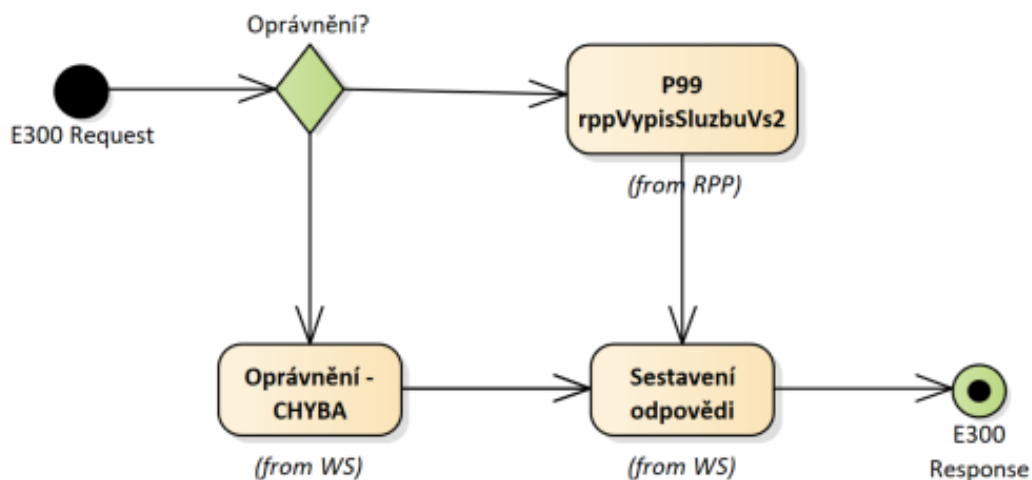 Oprávnění?
E300 Request
P99
rppVypisSluzbuVs2
(from RPP)
Oprávnění -
CHYBA
(from WS)
Sestavení
odpovědi
(from WS)
E300
Response